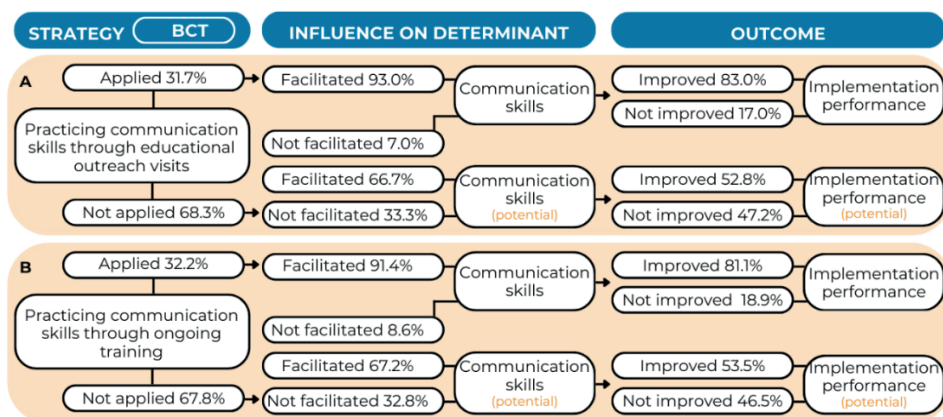 STRATEGY
BCT
INFLUENCE ON DETERMINANT
OUTCOME
A
Applied 31.7%
Practicing communication
skills through educational
outreach visits
Not applied 68.3%
Facilitated 93.0%
Not facilitated 7.0%
Communication
skills
Facilitated 66.7%
Not facilitated 33.3%
Communication
skills
(potential)
Improved 83.0%
Not improved 17.0%
Implementation
performance
Improved 52.8%
Not improved 47.2%
Implementation
performance
(potential)
B
Applied 32.2%
Practicing communication
skills through ongoing
training
Not applied 67.8%
Facilitated 91.4%
Not facilitated 8.6%
Communication
skills
Facilitated 67.2%
Not facilitated 32.8%
Communication
skills
(potential)
Improved 81.1%
Not improved 18.9%
Implementation
performance
Improved 53.5%
Not improved 46.5%
Implementation
performance
(potential)